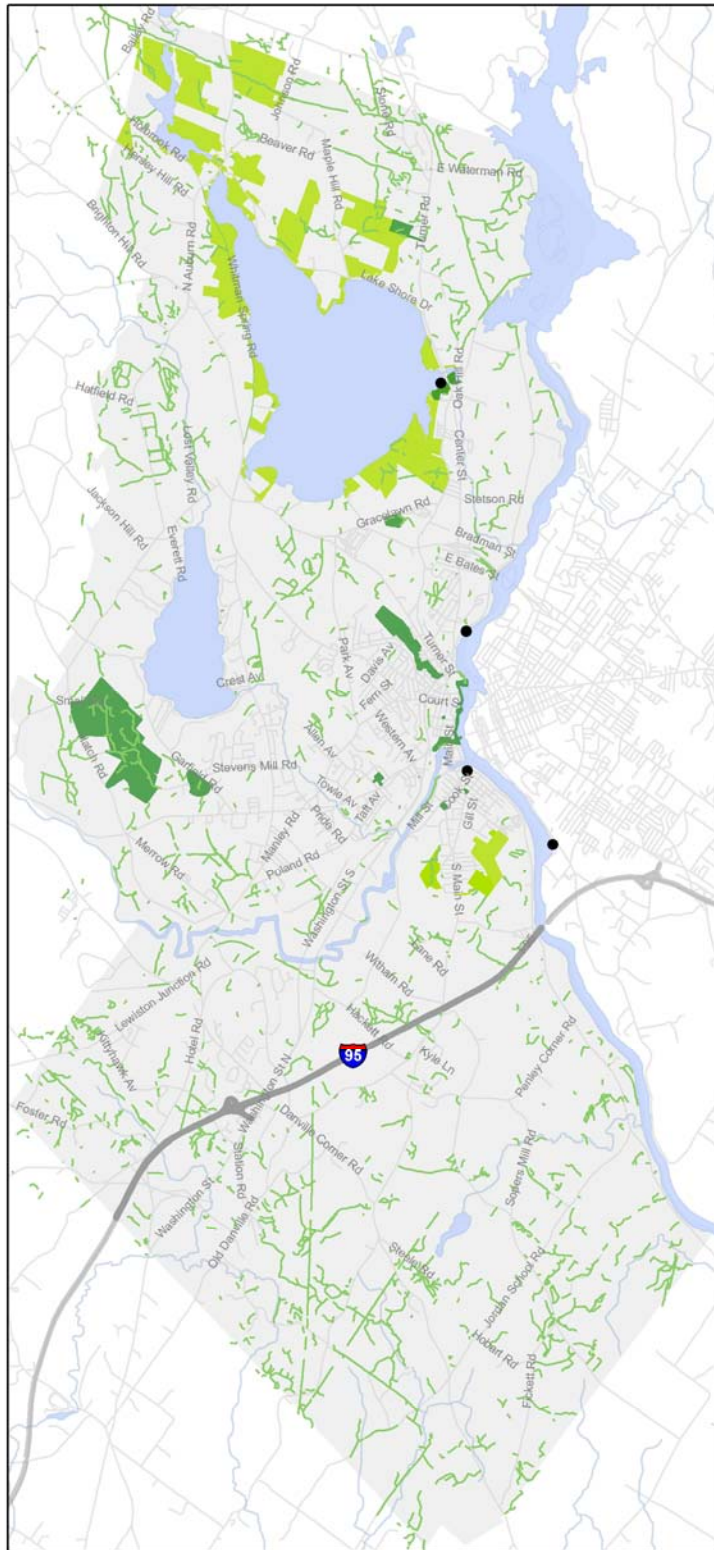 Bailey Rd
Johnson Rd
Stone Rd
Holbrook Rd
Beaver Rd
Maple Hill Rd
Hersey Hill Rd
E Waterman Rd
Brighton Hill Rd
N Auburn Rd
Turner Rd
Whitman Spring Rd
Lake Shore Dr
Oak Hill Rd
Hatfield Rd
Lost Valley Rd
Center St
Stetson Rd
Jackson Hill Rd
Gracelawn Rd
Everett Rd
Bradman St
E Bates St
Park Av
Davis Av
Turner St
Crest Av
Fern St
Court S
Western Av
Allen Av
Main St
Hatch Rd
Garfield Rd
Stevens Mill Rd
Towle Av
Taft Av
Mill St
Cook St
Gill St
Pride Rd
Manley Rd
Merrow Rd
Poland Rd
S Main St
Washington St S
Lane Rd
Witham Rd
Lewiston Junction Rd
Hackett Rd
Hotel Rd
95
Kyle Ln
Kittyhawk Av
Penley Corner Rd
Washington St N
Foster Rd
Danville Corner Rd
Station Rd
Sopers Mill Rd
Washington St
Old Danville Rd
Jordan School Rd
Hobart Rd
Fickett Rd